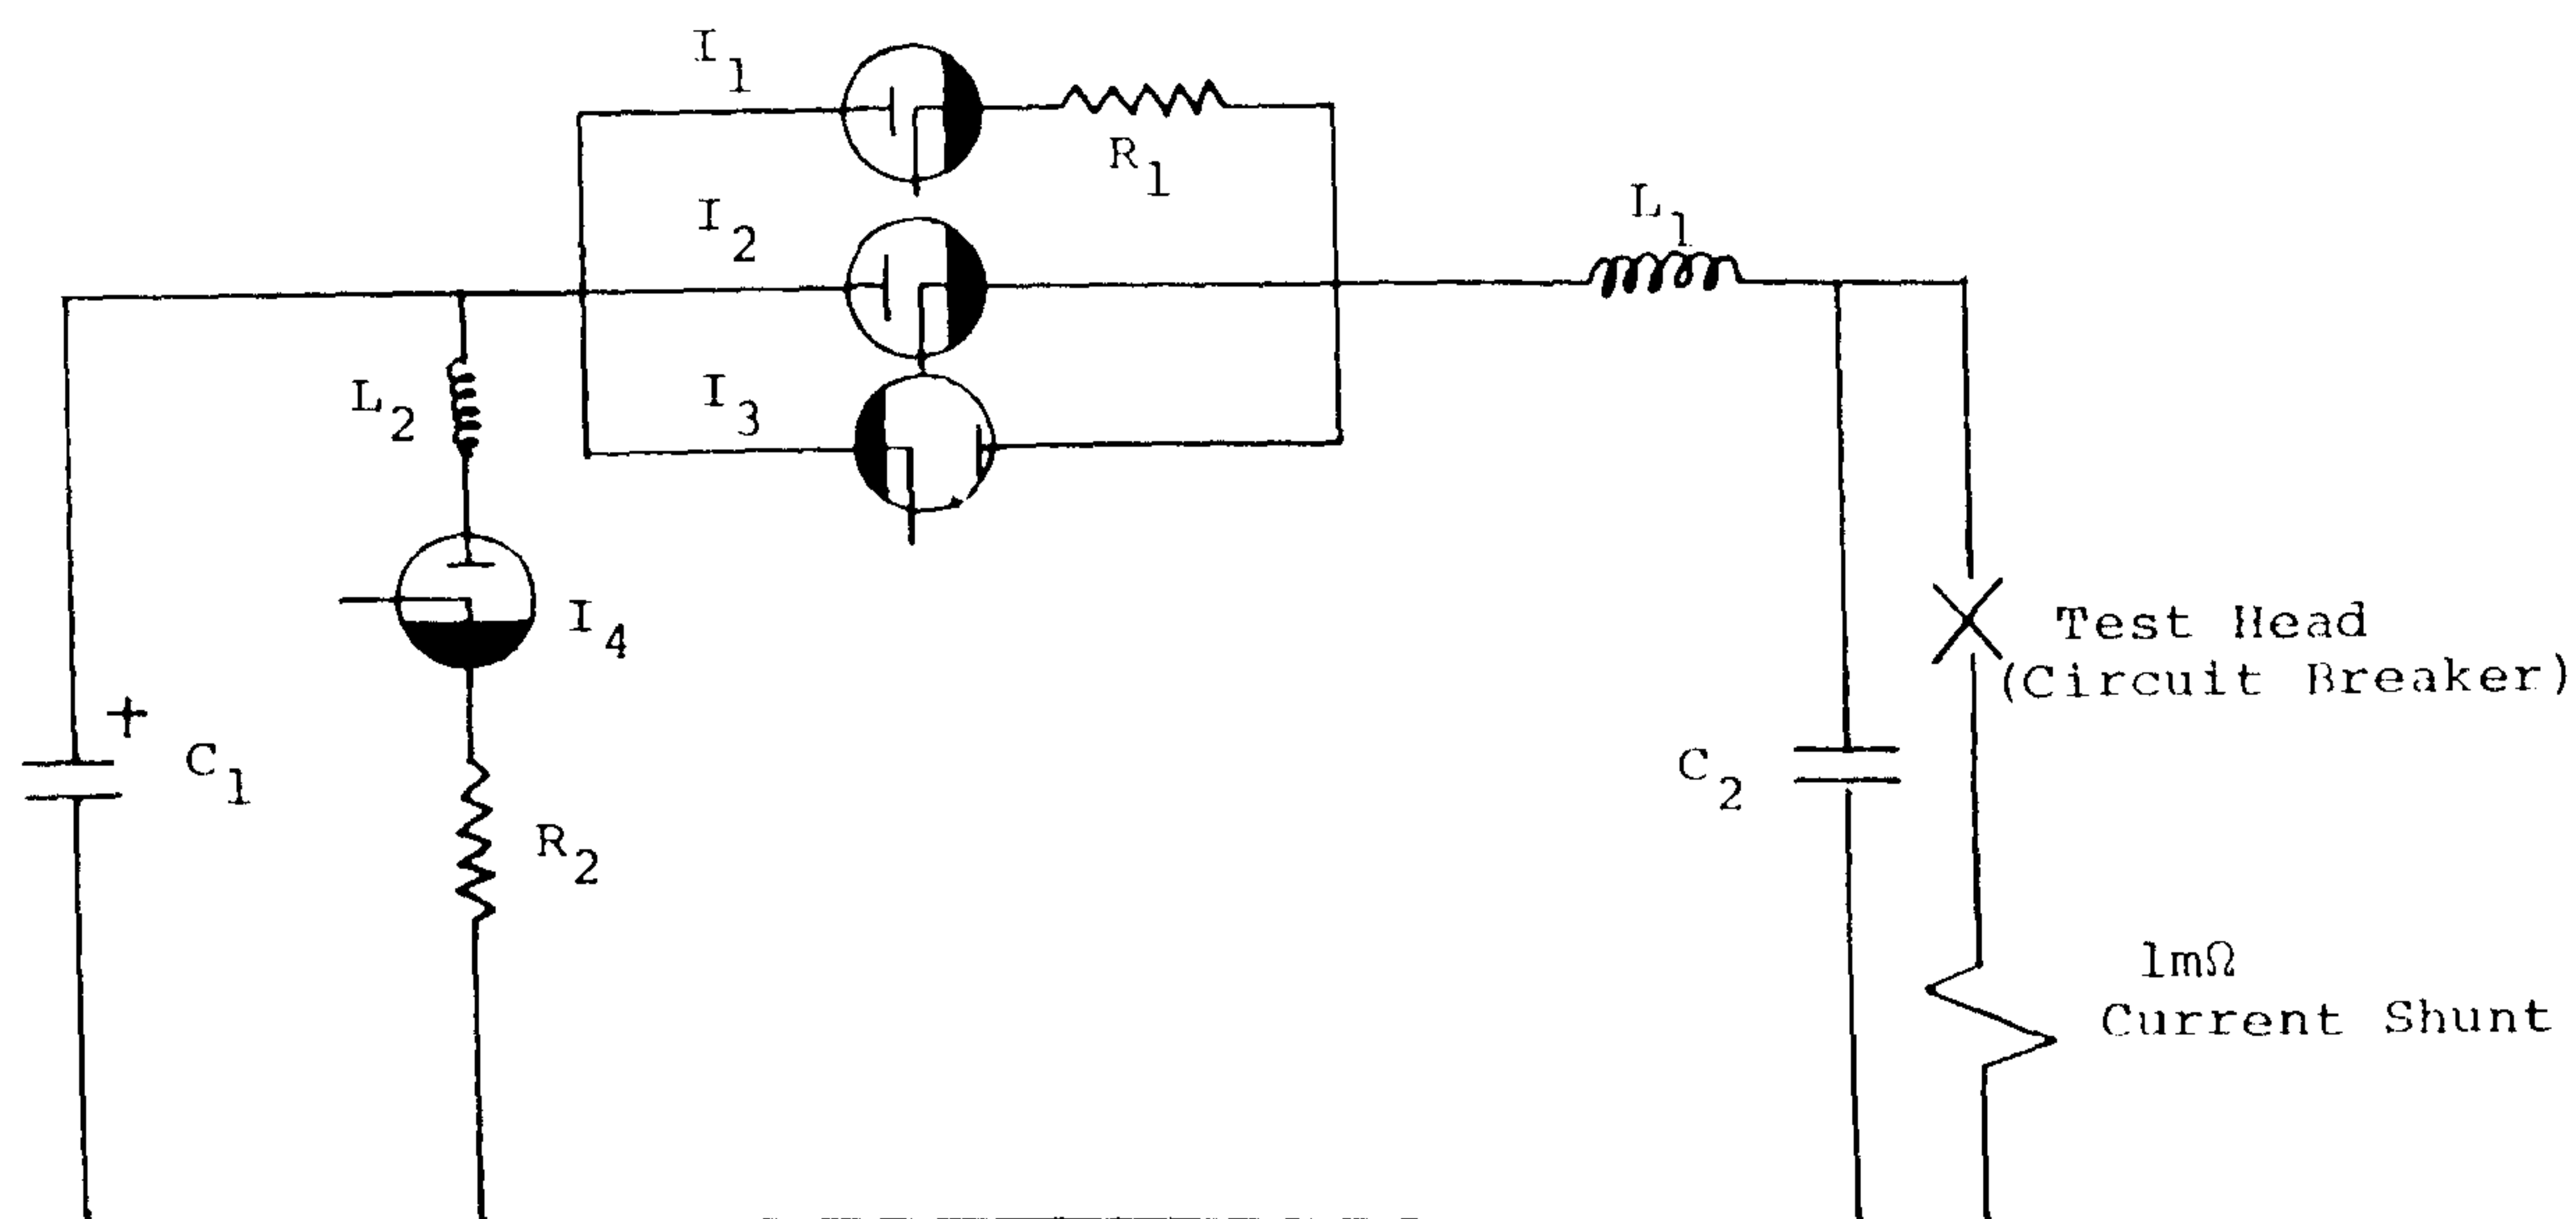 I1
R1
I2
L1
I3
L2
I4
+
C1
R2
Test Head
(Circuit Breaker)
C2
1mΩ
Current Shunt